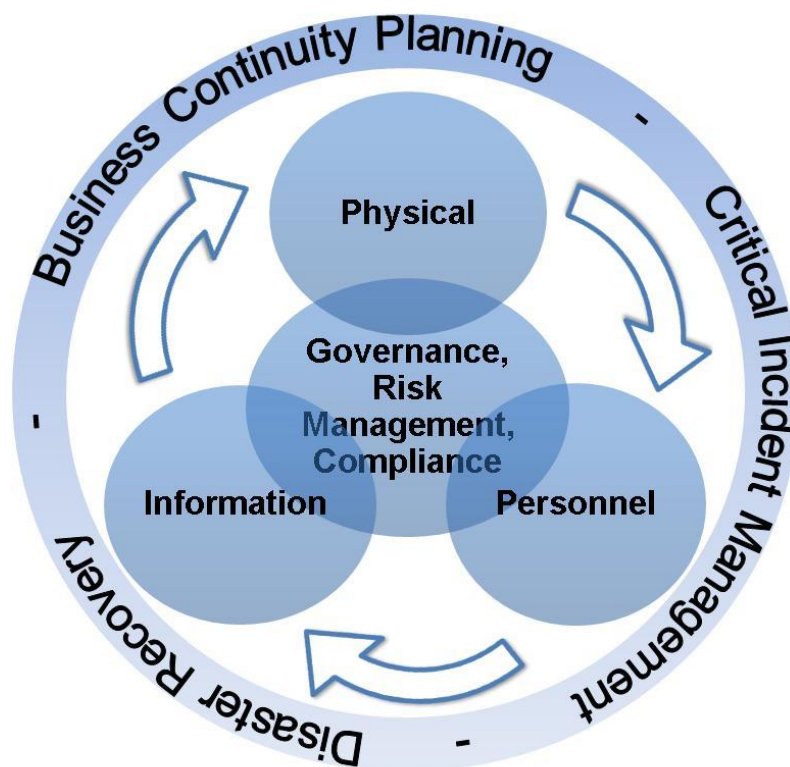 Business Continuity Planning - Critical Incident Management - Disaster Recovery -
Physical
Governance,
Risk
Management,
Compliance
Information
Personnel